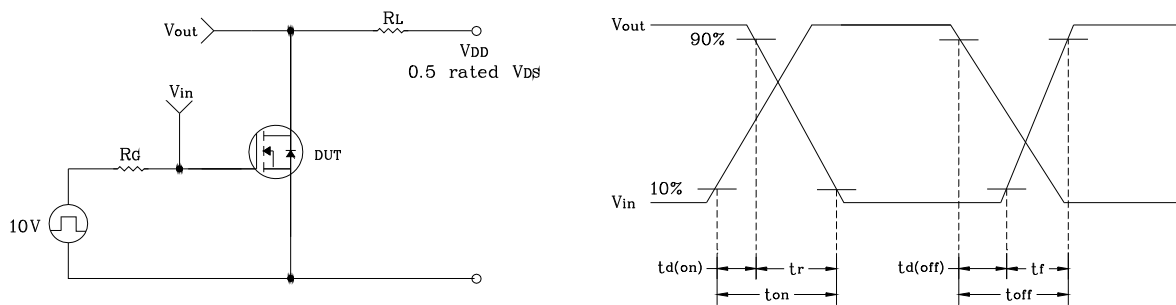 Vout
RL
VDD
0.5 rated VDS
Vin
RG
DUT
10V
Vout
90%
10%
Vin
td(on)
tr
td(off)
tf
ton
toff